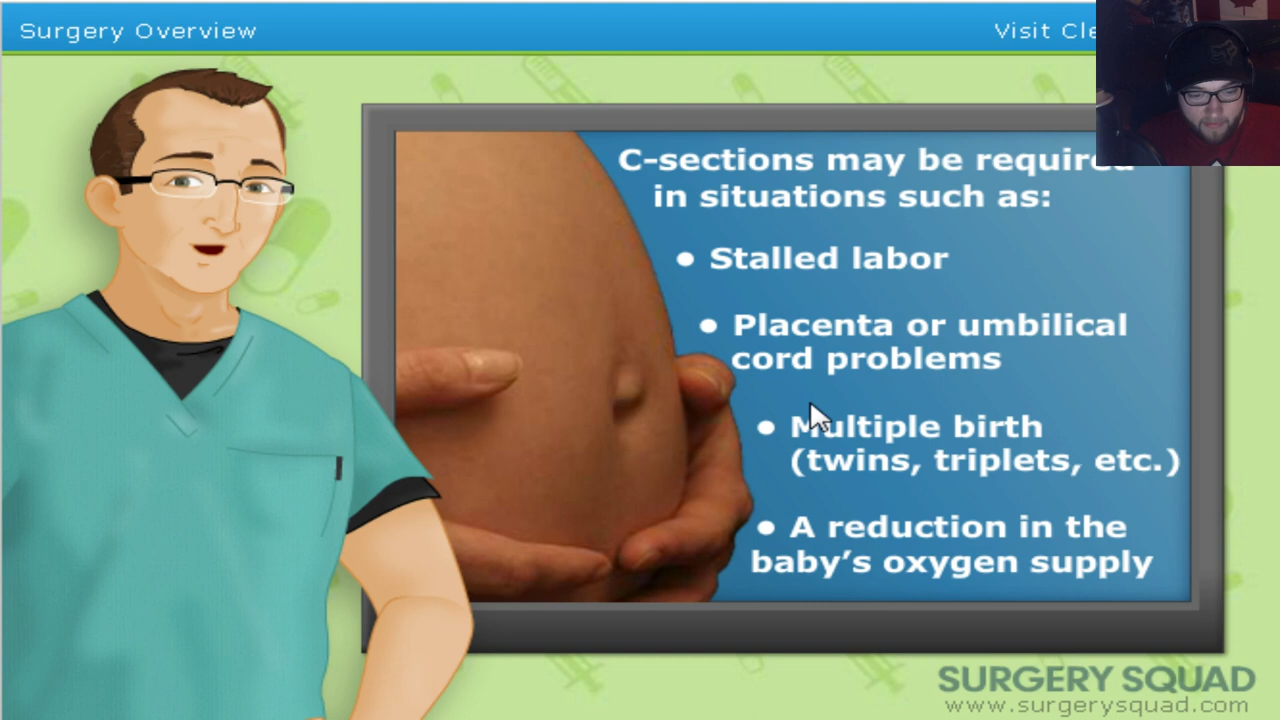 Surgery Overview
Visit
C-sections may be required
in situations such as:
• Stalled labor
• Placenta or umbilical
cord problems
• Multiple birth
(twins, triplets, etc.)
• A reduction in the
baby's oxygen supply
SURGERY SQUAD
www.surgerysquad.com